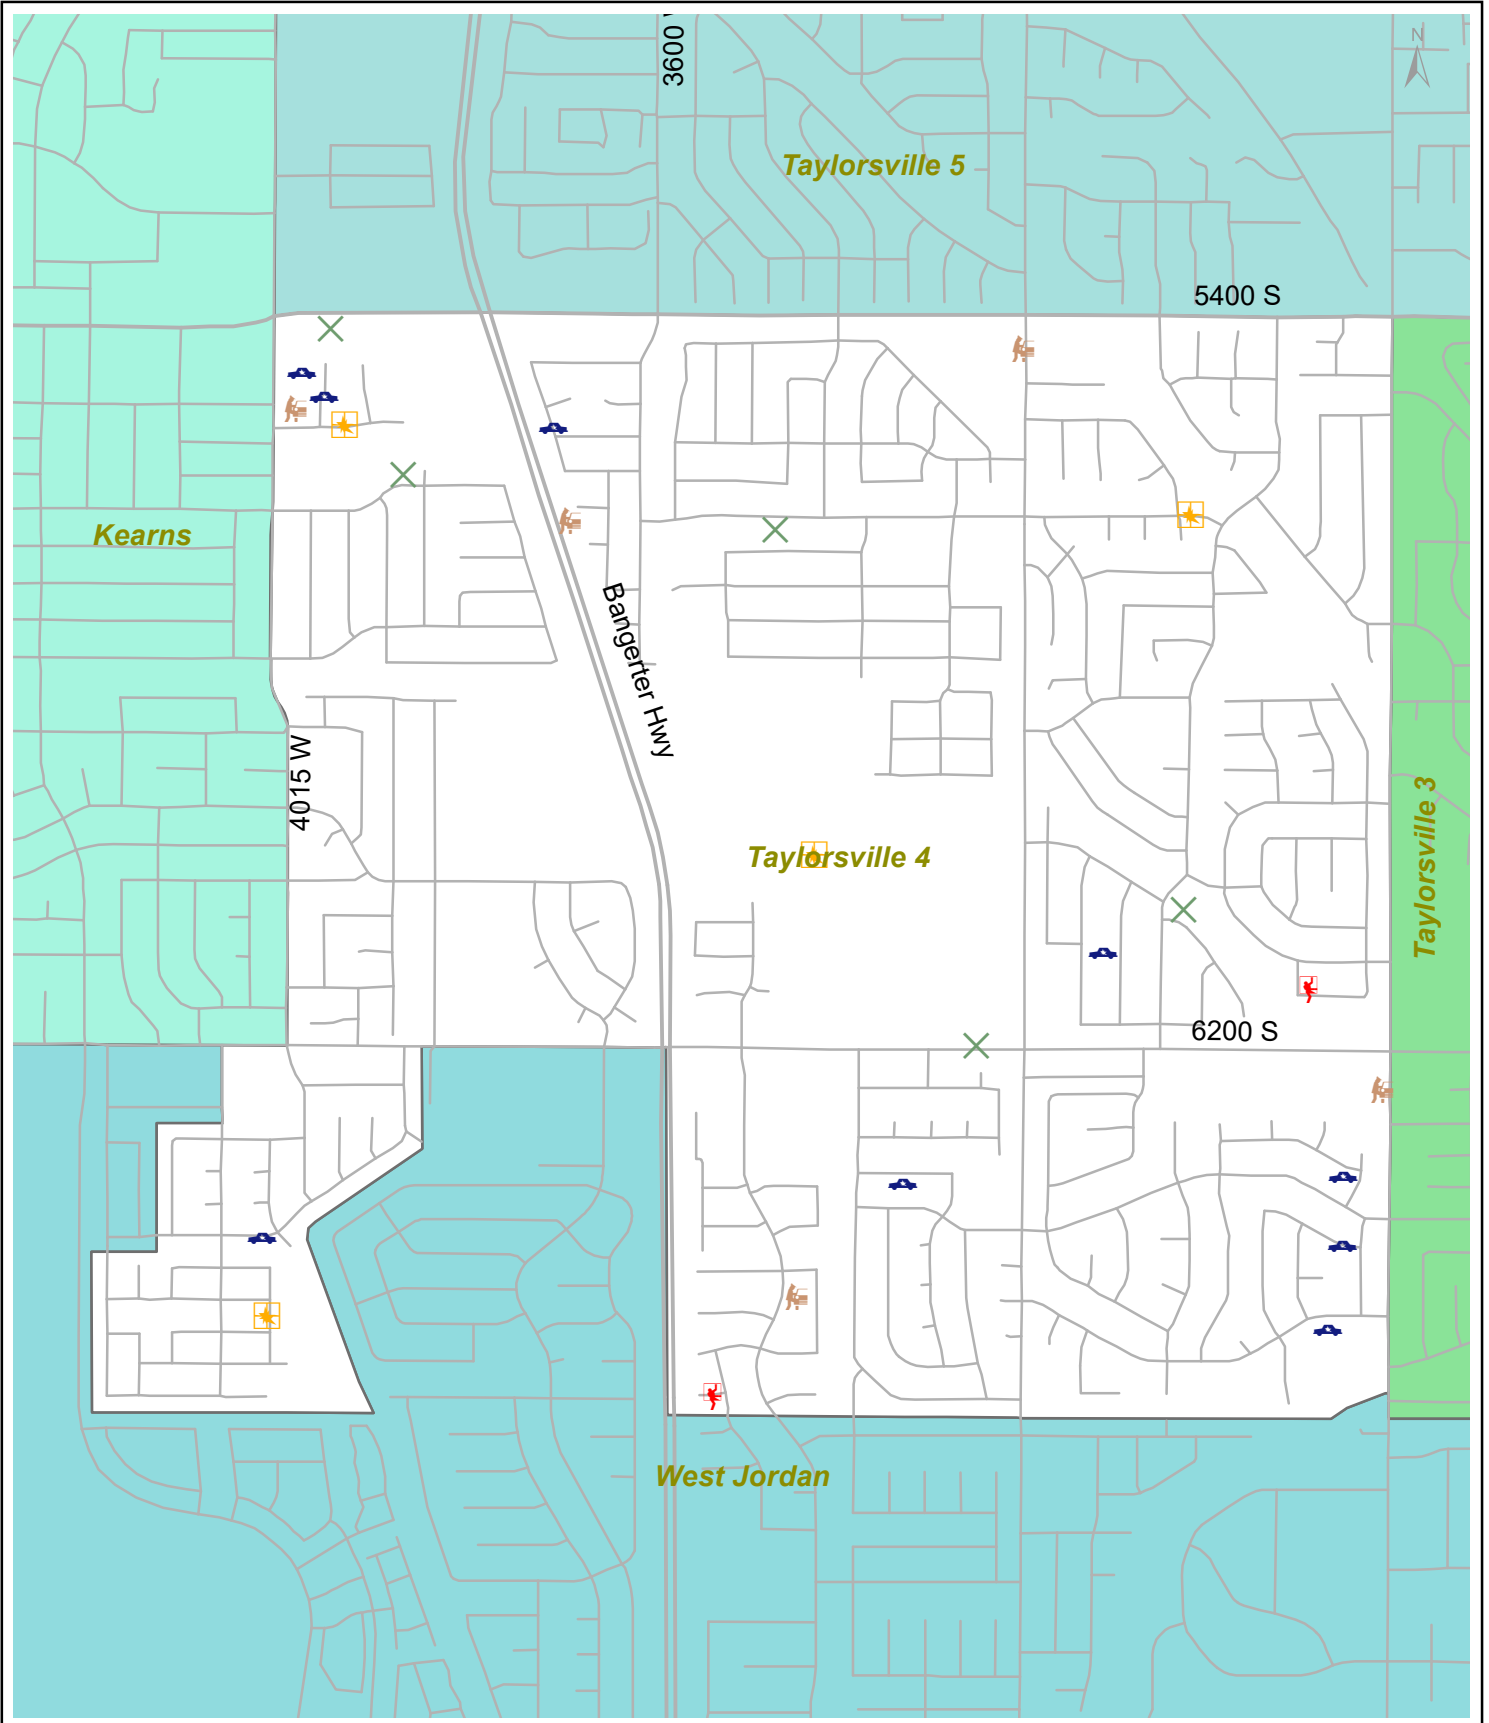 N
3600
Taylorsville 5
5400 S
Kearns
Bangerter Hwy
4015 W
Taylorsville 4
Taylorsville 3
6200 S
West Jordan